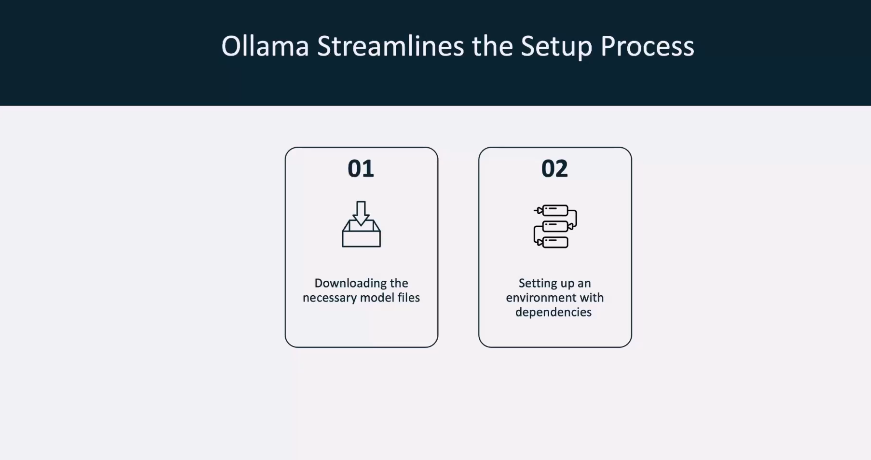 Ollama Streamlines the Setup Process
01
Downloading the
necessary model files
02
Setting up an
environment with
dependencies